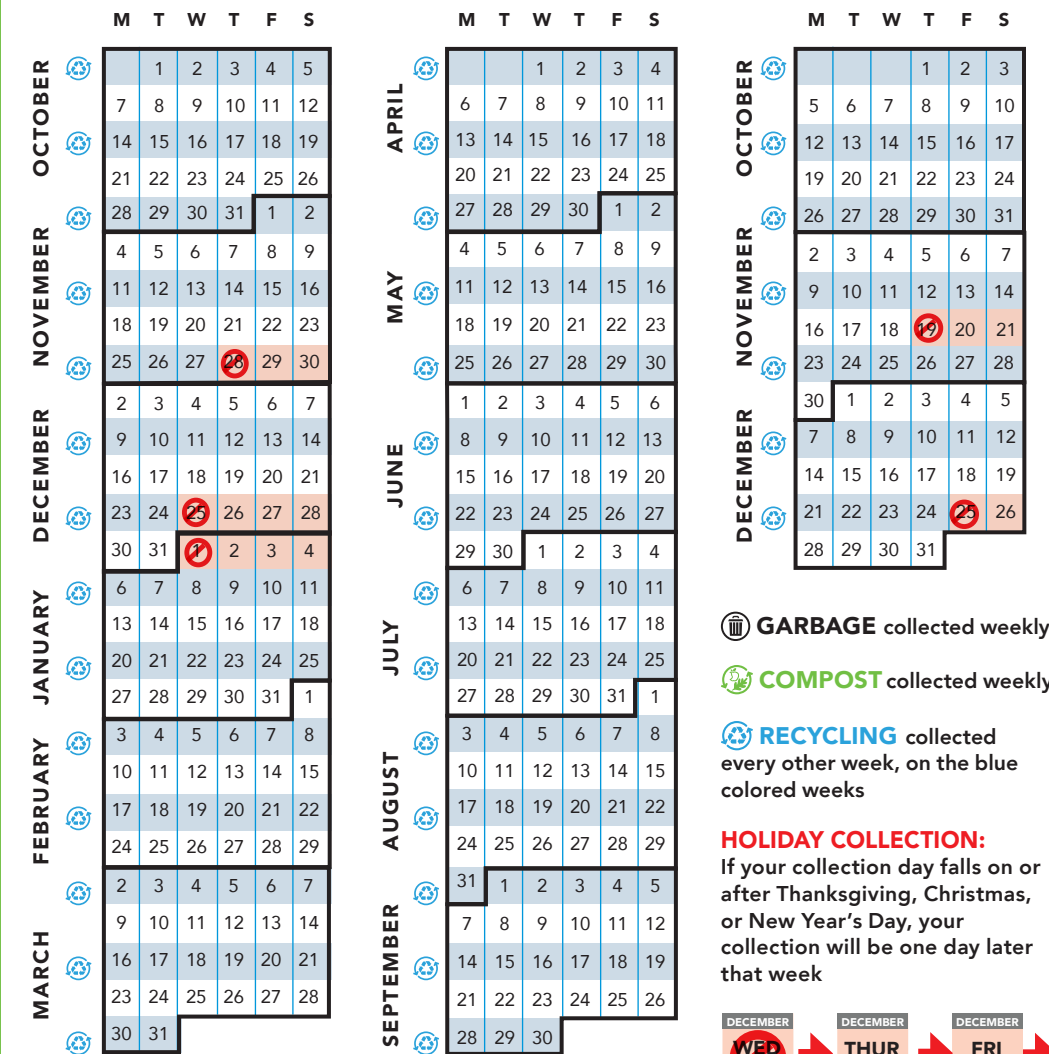 M T W T F S
OCTOBER
1 2 3 4 5
7 8 9 10 11 12
14 15 16 17 18 19
21 22 23 24 25 26
28 29 30 31 1 2
NOVEMBER
4 5 6 7 8 9
11 12 13 14 15 16
18 19 20 21 22 23
25 26 27 28 29 30
DECEMBER
2 3 4 5 6 7
9 10 11 12 13 14
16 17 18 19 20 21
23 24 25 26 27 28
30 31 1 2 3 4
JANUARY
6 7 8 9 10 11
13 14 15 16 17 18
20 21 22 23 24 25
27 28 29 30 31 1
FEBRUARY
3 4 5 6 7 8
10 11 12 13 14 15
17 18 19 20 21 22
24 25 26 27 28 29
MARCH
2 3 4 5 6 7
9 10 11 12 13 14
16 17 18 19 20 21
23 24 25 26 27 28
30 31
M T W T F S
APRIL
1 2 3 4
6 7 8 9 10 11
13 14 15 16 17 18
20 21 22 23 24 25
27 28 29 30 1 2
MAY
4 5 6 7 8 9
11 12 13 14 15 16
18 19 20 21 22 23
25 26 27 28 29 30
JUNE
1 2 3 4 5 6
8 9 10 11 12 13
15 16 17 18 19 20
22 23 24 25 26 27
29 30 1 2 3 4
JULY
6 7 8 9 10 11
13 14 15 16 17 18
20 21 22 23 24 25
27 28 29 30 31 1
AUGUST
3 4 5 6 7 8
10 11 12 13 14 15
17 18 19 20 21 22
24 25 26 27 28 29
31 1 2 3 4 5
SEPTEMBER
7 8 9 10 11 12
14 15 16 17 18 19
21 22 23 24 25 26
28 29 30
M T W T F S
OCTOBER
1 2 3
5 6 7 8 9 10
12 13 14 15 16 17
19 20 21 22 23 24
26 27 28 29 30 31
NOVEMBER
2 3 4 5 6 7
9 10 11 12 13 14
16 17 18 19 20 21
23 24 25 26 27 28
30 1 2 3 4 5
DECEMBER
7 8 9 10 11 12
14 15 16 17 18 19
21 22 23 24 25 26
28 29 30 31
GARBAGE collected weekly
COMPOST collected weekly
RECYCLING collected
every other week, on the blue
colored weeks
HOLIDAY COLLECTION:
If your collection day falls on or
after Thanksgiving, Christmas,
or New Year's Day, your
collection will be one day later
that week
DECEMBER DECEMBER DECEMBER
WED THUR FRI